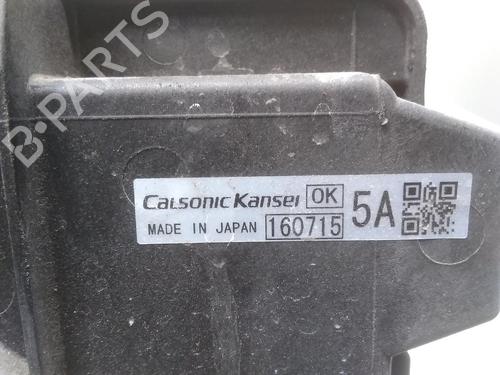 B-PARTS
Calsonic Kansei OK 5A
MADE IN JAPAN 160715